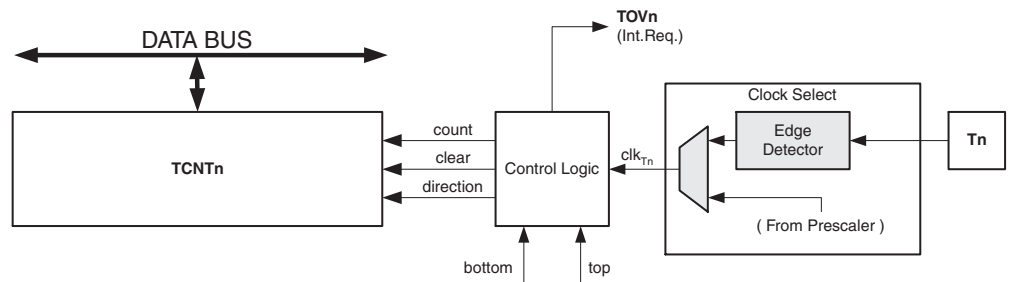 TOVn
(Int.Req.)
DATA BUS
Clock Select
count
Edge
Detector
Tn
TCNTn
clear
Control Logic
clkTn
direction
( From Prescaler )
bottom
top